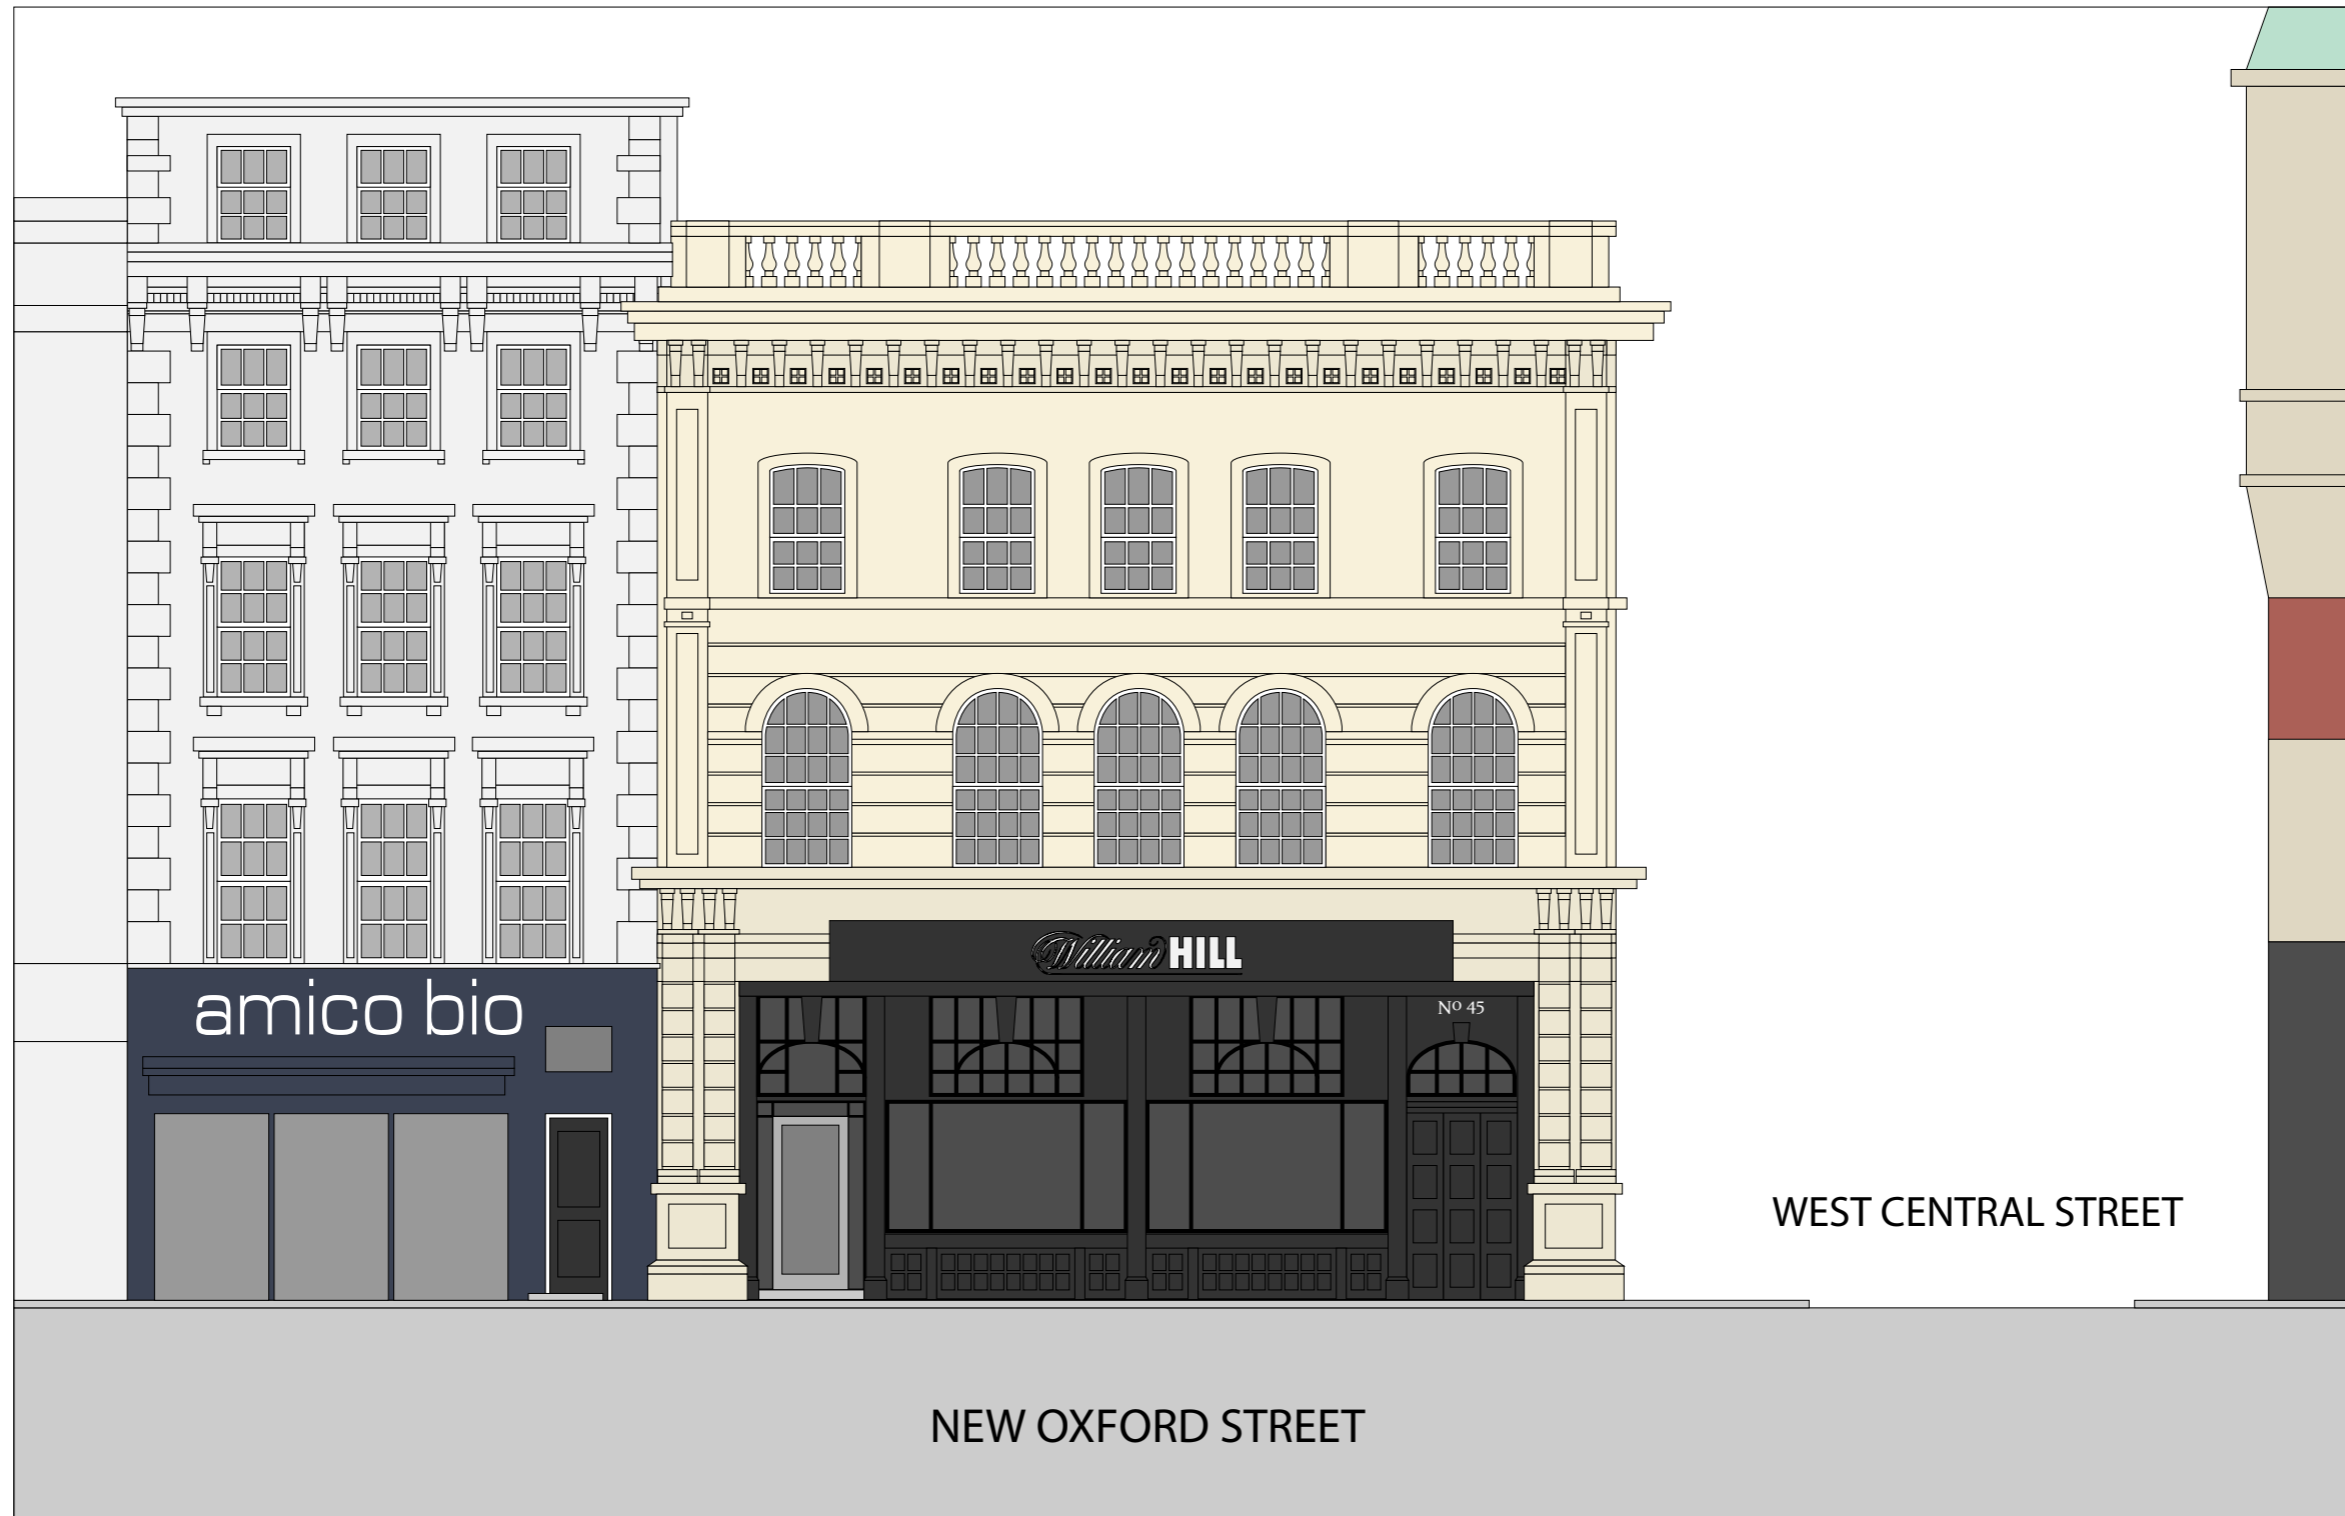 William HILL
amico bio
Nº 45
WEST CENTRAL STREET
NEW OXFORD STREET